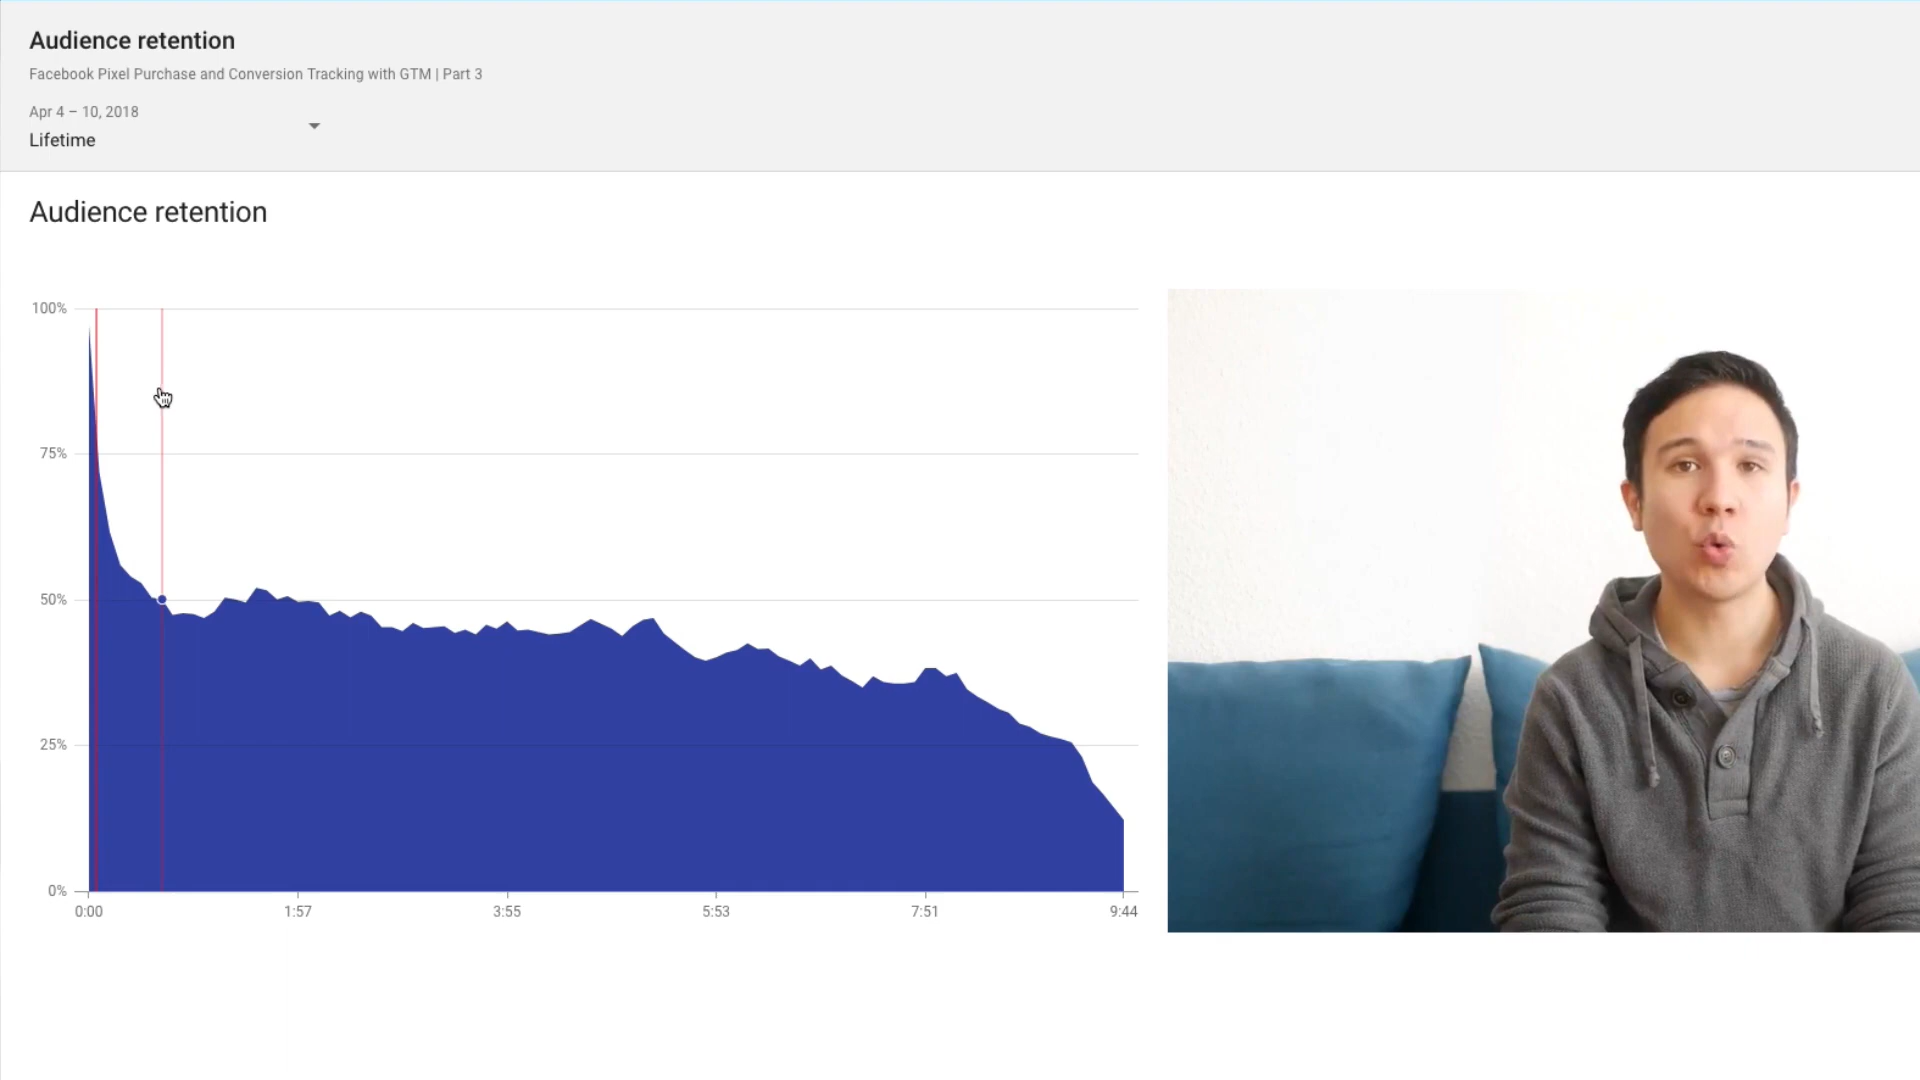 Audience retention
Facebook Pixel Purchase and Conversion Tracking with GTM | Part 3
Apr 4 – 10, 2018
Lifetime
Audience retention
100%
75%
50%
25%
0%
0:00 1:57 3:55 5:53 7:51 9:44